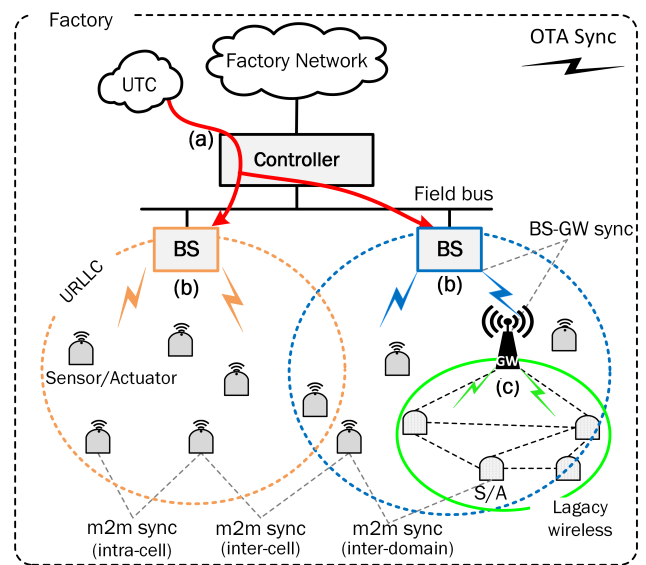 Factory
OTA Sync
Factory Network
UTC
(a)
Controller
Field bus
BS
BS
BS-GW sync
(b)
(b)
URLLC
GW
(c)
Sensor/Actuator
S/A
Lagacy
wireless
m2m sync
(intra-cell)
m2m sync
(inter-cell)
m2m sync
(inter-domain)